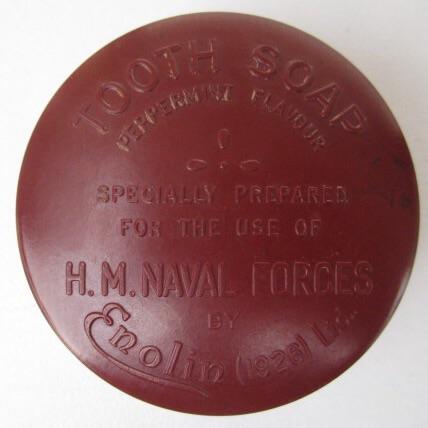 TOOTH SOAP
PEPPERMINT FLAVOUR
SPECIALLY PREPARED
FOR THE USE OF
H.M. NAVAL FORCES
BY
Enolin (1926) Ltd.